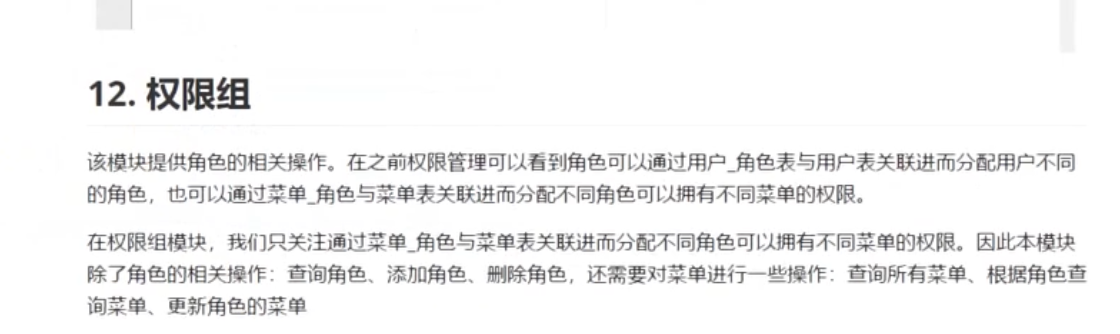 12. 权限组
该模块提供角色的相关操作。在之前权限管理可以看到角色可以通过用户_角色表与用户表关联进而分配用户不同
的角色，也可以通过菜单_角色与菜单表关联进而分配不同角色可以拥有不同菜单的权限。
在权限组模块，我们只关注通过菜单_角色与菜单表关联进而分配不同角色可以拥有不同菜单的权限。因此本模块
除了角色的相关操作：查询角色、添加角色、删除角色，还需要对菜单进行一些操作：查询所有菜单、根据角色查
询菜单、更新角色的菜单